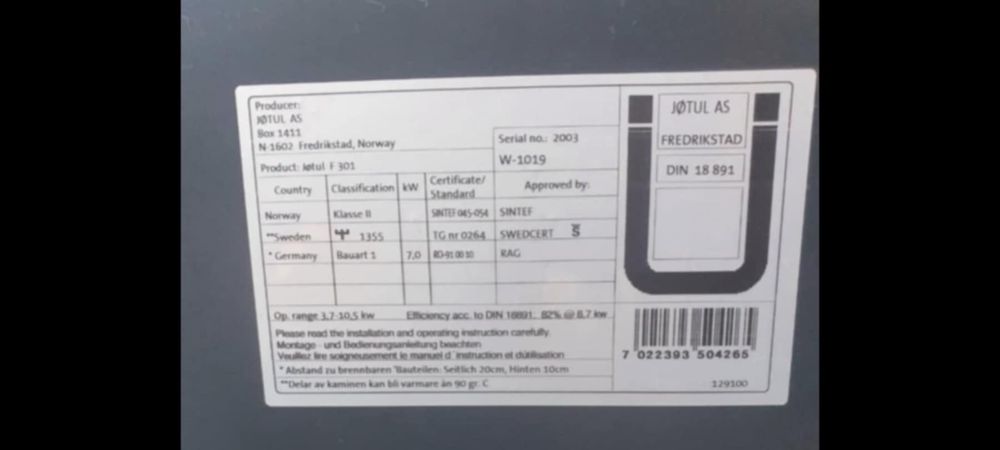 Producer:
JØTUL AS
Box 1411
N-1602 Fredrikstad, Norway
Serial no.: 2003
Product: Jøtul F 301
W-1019
Country Classification kW Certificate/ Standard Approved by:
Norway Klasse II SINTEF 045-054 SINTEF
**Sweden 1355 TG nr 0264 SWEDCERT S
* Germany Bauart 1 7,0 RAG
Op. range 3,7-10,5 kw Efficiency acc. to DIN 18891: 82% @ 8,7 kw
Please read the installation and operating instruction carefully.
Montage - und Bedienungsanleitung beachten
Veuillez lire soigneusement le manuel d´instruction et dútilisation
* Abstand zu brennbaren Bauteilen: Seitlich 20cm, Hinten 10cm
**Delar av kaminen kan bli varmare än 90 gr. C
JØTUL AS
FREDRIKSTAD
DIN 18 891
7 022393 504265
129100